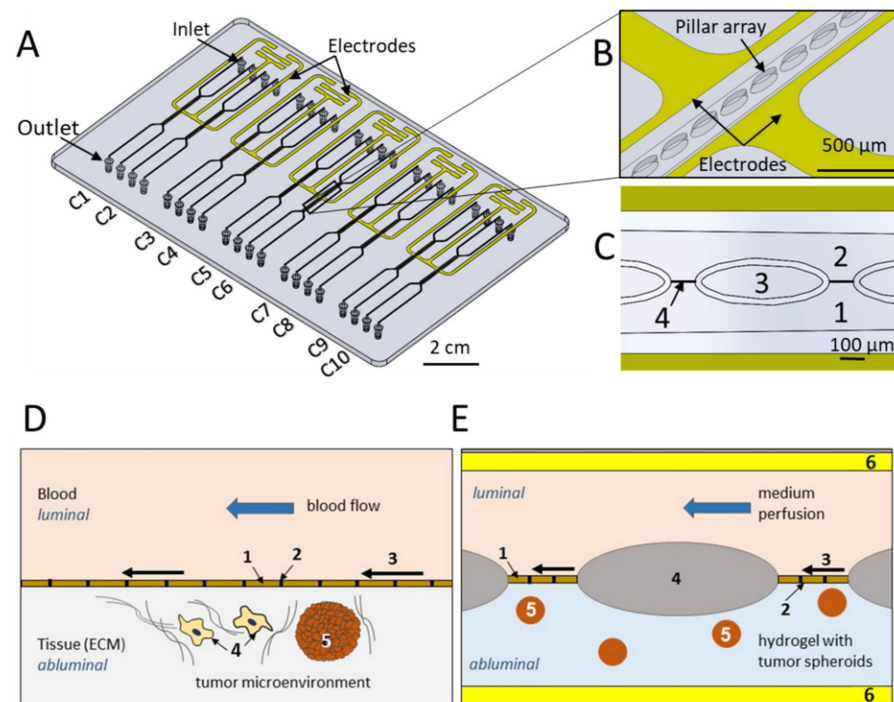 A
Inlet
Electrodes
Outlet
C1
C2
C3
C4
C5
C6
C7
C8
C9
C10
2 cm
B
Pillar array
Electrodes
500 µm
C
2
3
4
1
100 µm
D
Blood
luminal
blood flow
1
2
3
4
5
Tissue (ECM)
abluminal
tumor microenvironment
E
6
luminal
medium
perfusion
1
3
4
2
5
5
hydrogel with
tumor spheroids
abluminal
6